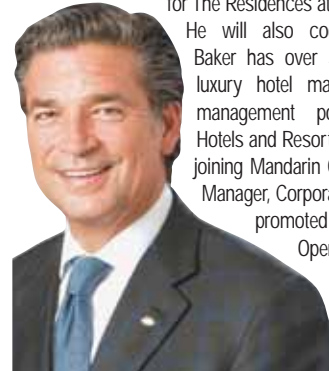 for The Residences at
He will also co
Baker has over
luxury hotel ma
management po
Hotels and Resort
joining Mandarin
Manager, Corpora
promoted
Oper